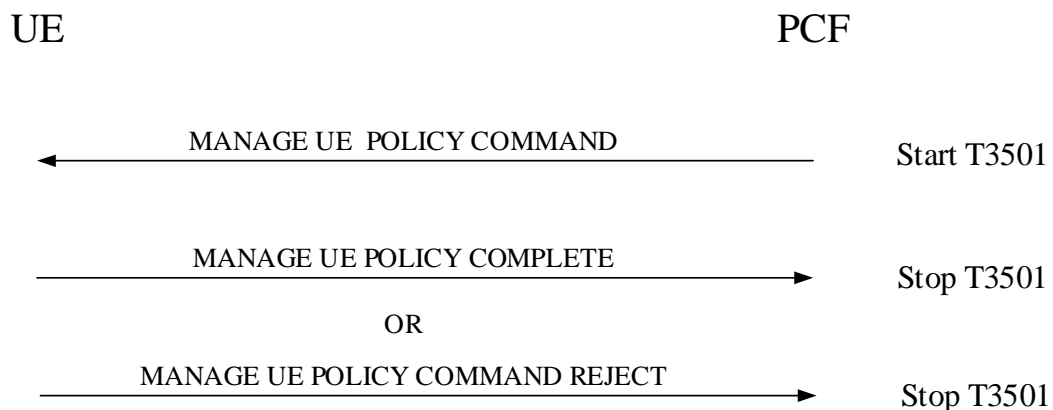 UE PCF
MANAGE UE POLICY COMMAND Start T3501
MANAGE UE POLICY COMPLETE Stop T3501
OR
MANAGE UE POLICY COMMAND REJECT Stop T3501